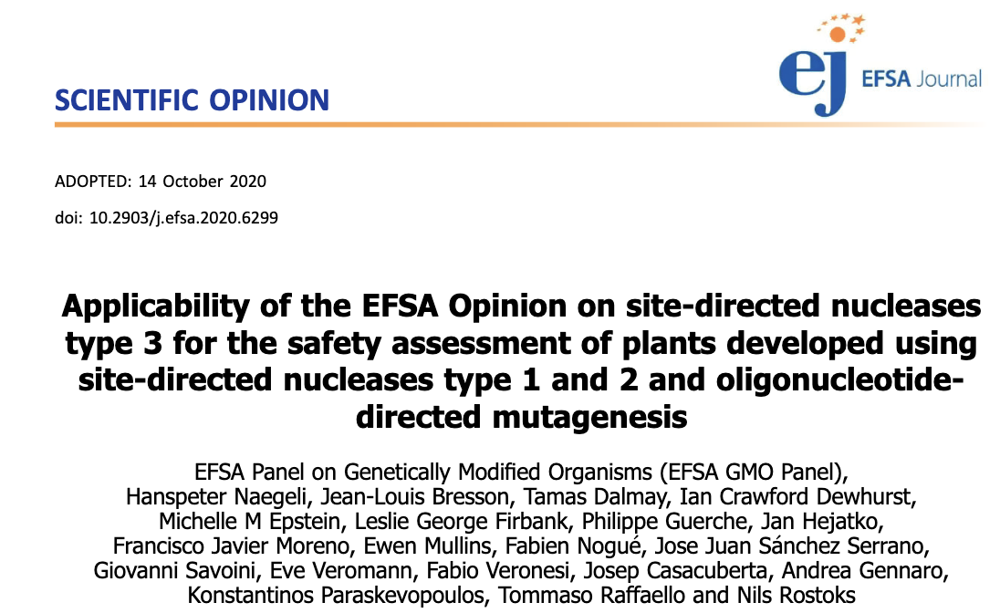 ej EFSA Journal
SCIENTIFIC OPINION
ADOPTED: 14 October 2020
doi: 10.2903/j.efsa.2020.6299
Applicability of the EFSA Opinion on site-directed nucleases
type 3 for the safety assessment of plants developed using
site-directed nucleases type 1 and 2 and oligonucleotide-
directed mutagenesis
EFSA Panel on Genetically Modified Organisms (EFSA GMO Panel),
Hanspeter Naegeli, Jean-Louis Bresson, Tamas Dalmay, Ian Crawford Dewhurst,
Michelle M Epstein, Leslie George Firbank, Philippe Guerche, Jan Hejatko,
Francisco Javier Moreno, Ewen Mullins, Fabien Nogué, Jose Juan Sánchez Serrano,
Giovanni Savoini, Eve Veromann, Fabio Veronesi, Josep Casacuberta, Andrea Gennaro,
Konstantinos Paraskevopoulos, Tommaso Raffaello and Nils Rostoks